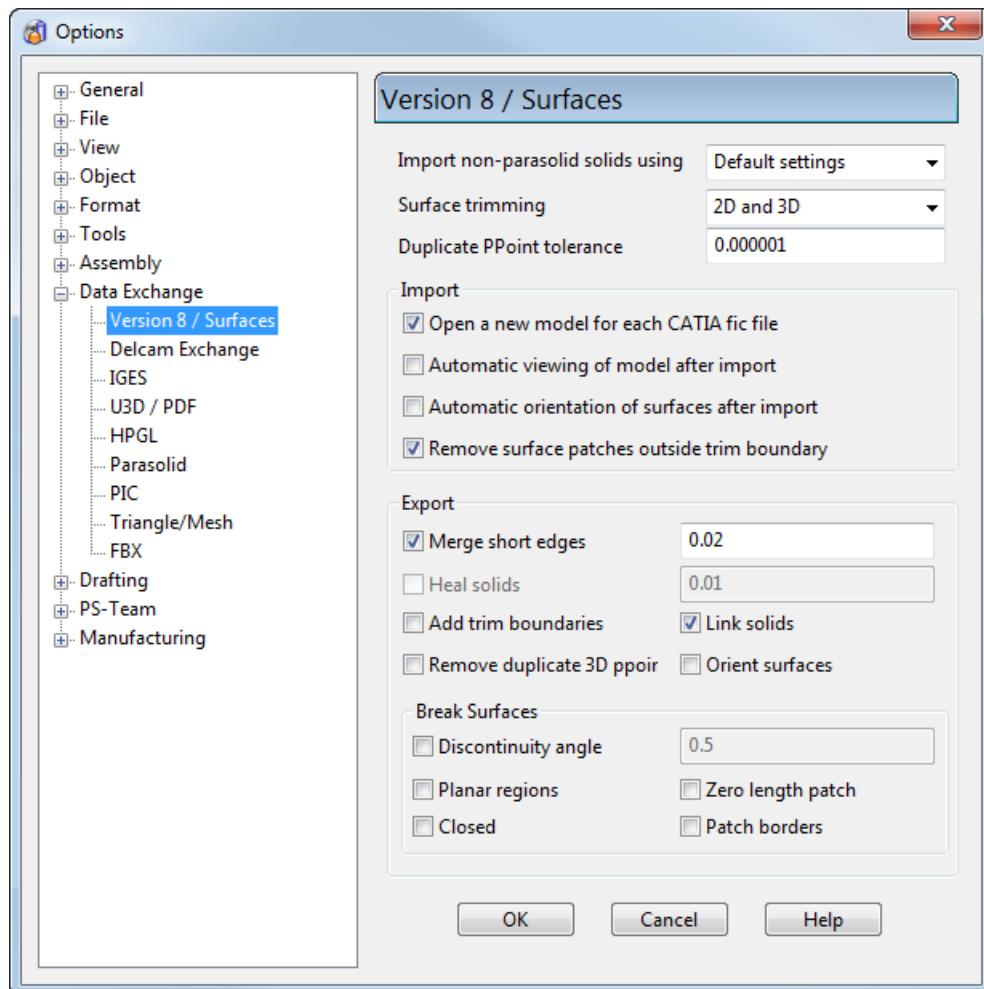 Options
General
File
View
Object
Format
Tools
Assembly
Data Exchange
Version 8 / Surfaces
Delcam Exchange
IGES
U3D / PDF
HPGL
Parasolid
PIC
Triangle/Mesh
FBX
Drafting
PS-Team
Manufacturing
Version 8 / Surfaces
Import non-parasolid solids using Default settings
Surface trimming 2D and 3D
Duplicate PPoint tolerance 0.000001
Import
Open a new model for each CATIA fic file
Automatic viewing of model after import
Automatic orientation of surfaces after import
Remove surface patches outside trim boundary
Export
Merge short edges 0.02
Heal solids 0.01
Add trim boundaries Link solids
Remove duplicate 3D ppoir Orient surfaces
Break Surfaces
Discontinuity angle 0.5
Planar regions Zero length patch
Closed Patch borders
OK Cancel Help